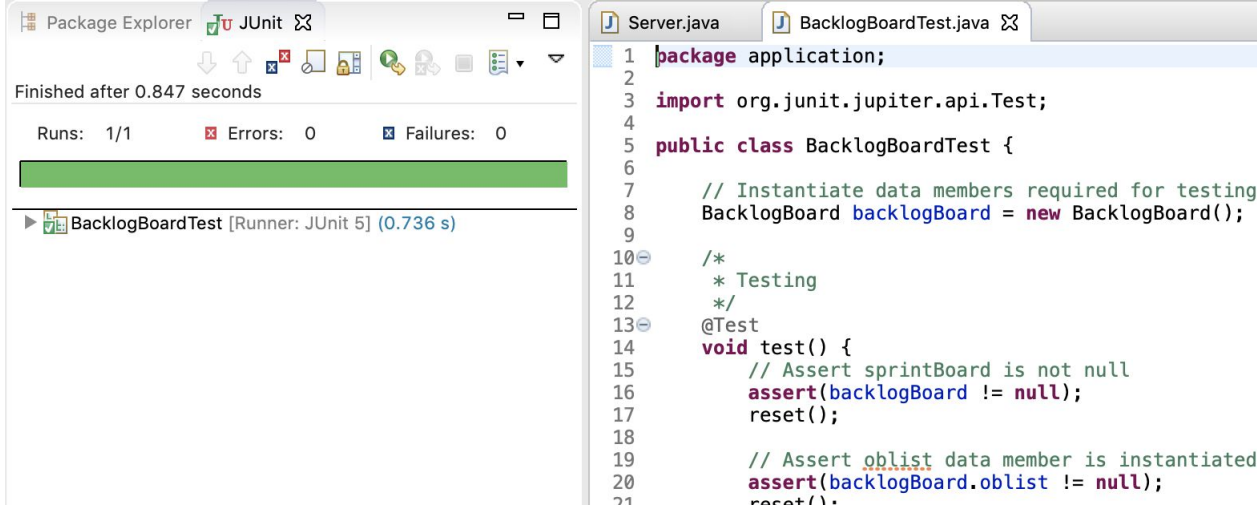 Package Explorer JUnit
Finished after 0.847 seconds
Runs: 1/1 Errors: 0 Failures: 0
BacklogBoardTest [Runner: JUnit 5] (0.736 s)
Server.java BacklogBoardTest.java
1 package application;
2
3 import org.junit.jupiter.api.Test;
4
5 public class BacklogBoardTest {
6
7 // Instantiate data members required for testing
8 BacklogBoard backlogBoard = new BacklogBoard();
9
10 /*
11 * Testing
12 */
13 @Test
14 void test() {
15 // Assert sprintBoard is not null
16 assert(backlogBoard != null);
17 reset();
18
19 // Assert oblist data member is instantiated
20 assert(backlogBoard.oblist != null);
21 reset();